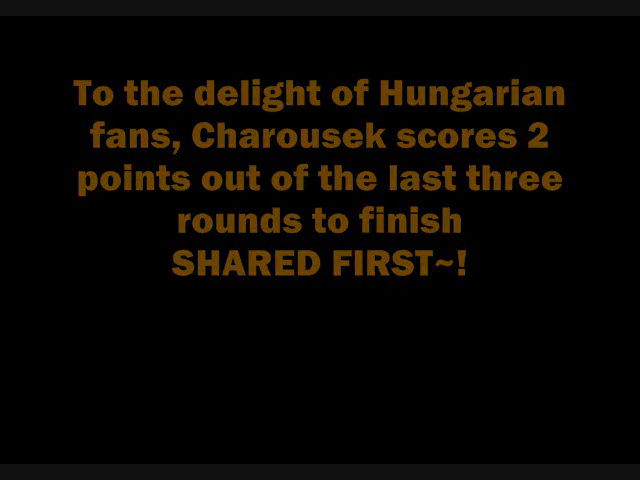 To the delight of Hungarian
fans, Charousek scores 2
points out of the last three
rounds to finish
SHARED FIRST~!